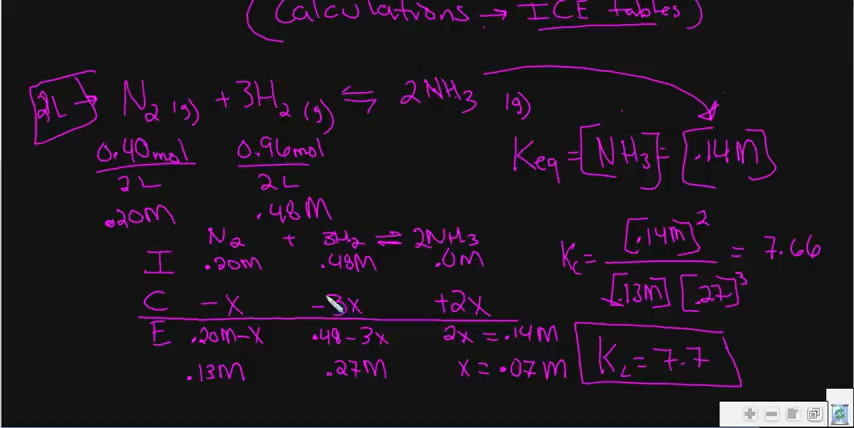 (Calculations → ICE tables)
2L → N₂(g) + 3H₂(g) ⇌ 2NH₃ (g)
0.40mol 0.96mol
2L 2L
.20M .48M
Keq = [NH₃] = [.14M]
N₂ + 3H₂ ⇌ 2NH₃
I .20M .48M .0M
C -x -3x +2x
E .20M-x .48-3x 2x = .14M
.13M .27M x = .07M
Kc = [.14M]² / [.13M] [.27]³ = 7.66
Kc = 7.7